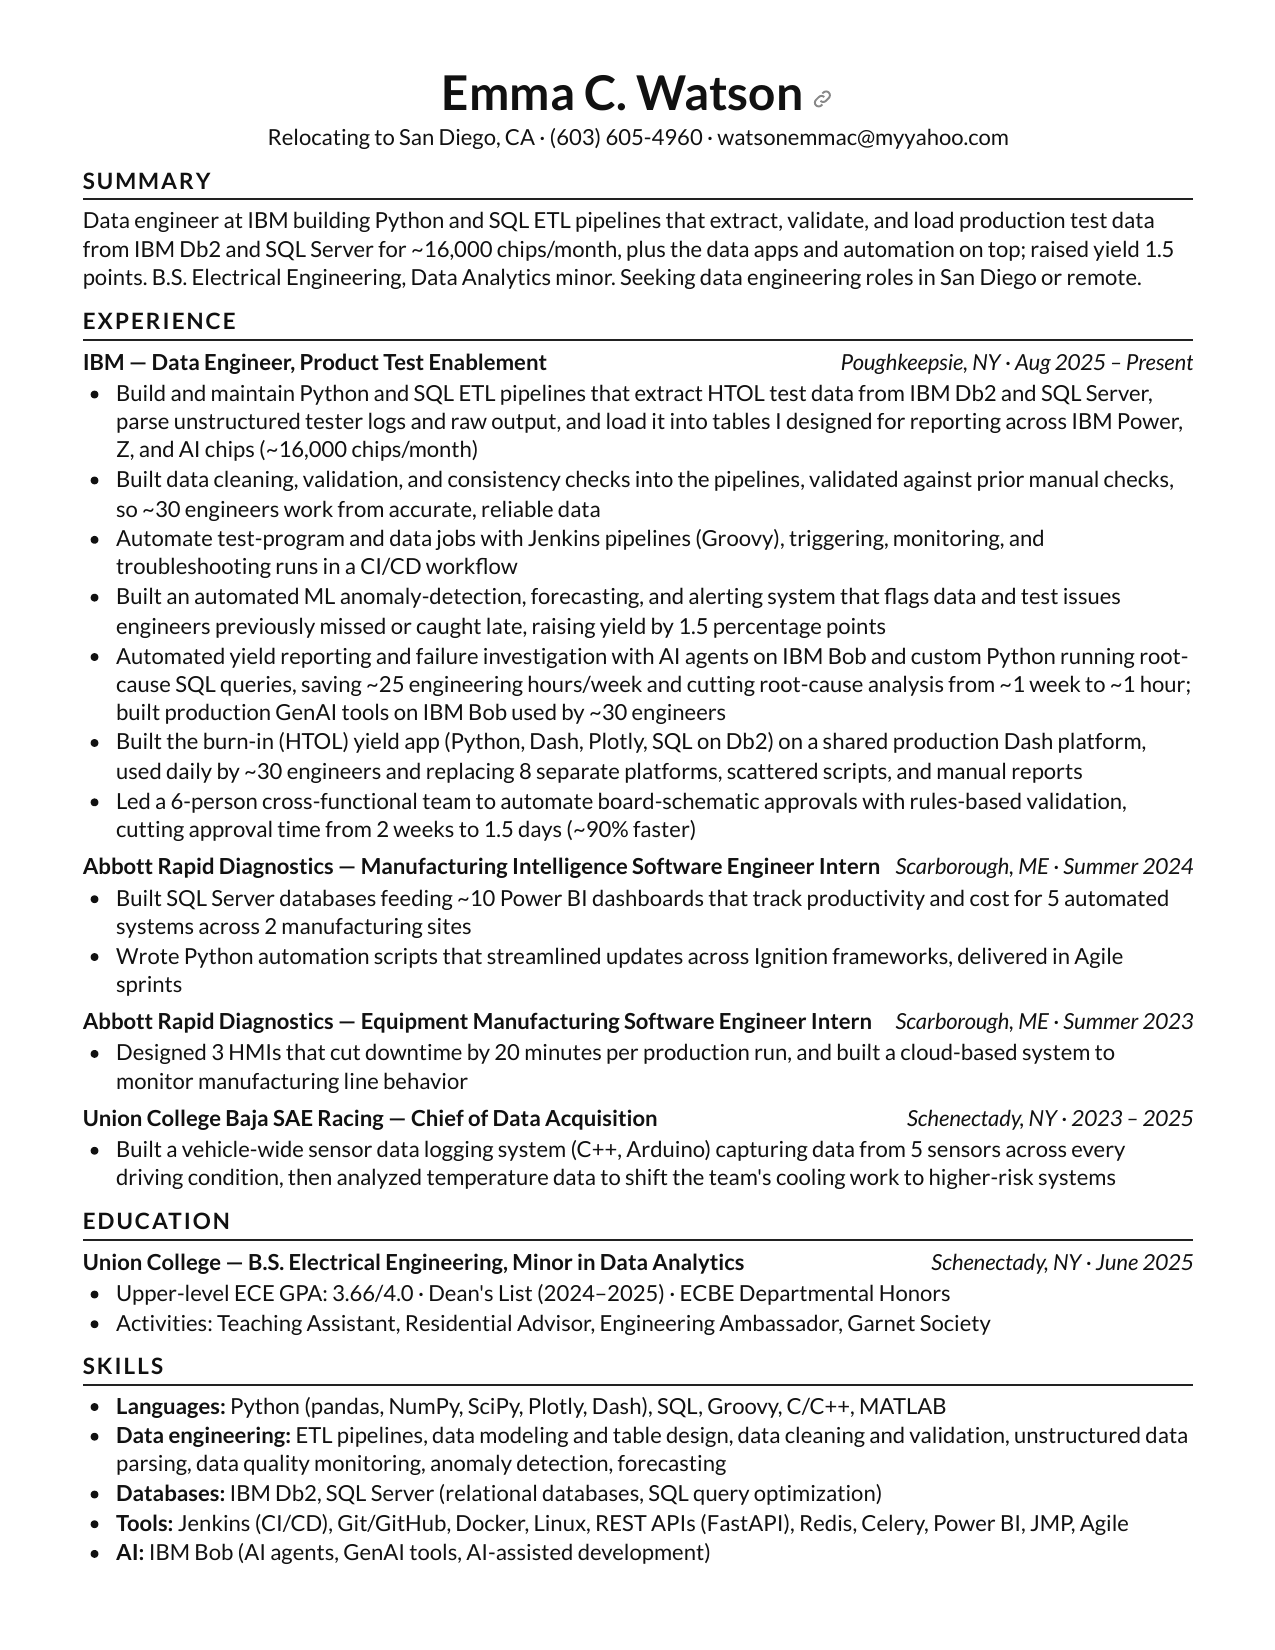 Emma C. Watson
Relocating to San Diego, CA · (603) 605-4960 · watsonemmac@myyahoo.com
SUMMARY
Data engineer at IBM building Python and SQL ETL pipelines that extract, validate, and load production test data
from IBM Db2 and SQL Server for ~16,000 chips/month, plus the data apps and automation on top; raised yield 1.5
points. B.S. Electrical Engineering, Data Analytics minor. Seeking data engineering roles in San Diego or remote.
EXPERIENCE
IBM — Data Engineer, Product Test Enablement Poughkeepsie, NY · Aug 2025 – Present
• Build and maintain Python and SQL ETL pipelines that extract HTOL test data from IBM Db2 and SQL Server,
parse unstructured tester logs and raw output, and load it into tables I designed for reporting across IBM Power,
Z, and AI chips (~16,000 chips/month)
• Built data cleaning, validation, and consistency checks into the pipelines, validated against prior manual checks,
so ~30 engineers work from accurate, reliable data
• Automate test-program and data jobs with Jenkins pipelines (Groovy), triggering, monitoring, and
troubleshooting runs in a CI/CD workflow
• Built an automated ML anomaly-detection, forecasting, and alerting system that flags data and test issues
engineers previously missed or caught late, raising yield by 1.5 percentage points
• Automated yield reporting and failure investigation with AI agents on IBM Bob and custom Python running root-
cause SQL queries, saving ~25 engineering hours/week and cutting root-cause analysis from ~1 week to ~1 hour;
built production GenAI tools on IBM Bob used by ~30 engineers
• Built the burn-in (HTOL) yield app (Python, Dash, Plotly, SQL on Db2) on a shared production Dash platform,
used daily by ~30 engineers and replacing 8 separate platforms, scattered scripts, and manual reports
• Led a 6-person cross-functional team to automate board-schematic approvals with rules-based validation,
cutting approval time from 2 weeks to 1.5 days (~90% faster)
Abbott Rapid Diagnostics — Manufacturing Intelligence Software Engineer Intern Scarborough, ME · Summer 2024
• Built SQL Server databases feeding ~10 Power BI dashboards that track productivity and cost for 5 automated
systems across 2 manufacturing sites
• Wrote Python automation scripts that streamlined updates across Ignition frameworks, delivered in Agile
sprints
Abbott Rapid Diagnostics — Equipment Manufacturing Software Engineer Intern Scarborough, ME · Summer 2023
• Designed 3 HMIs that cut downtime by 20 minutes per production run, and built a cloud-based system to
monitor manufacturing line behavior
Union College Baja SAE Racing — Chief of Data Acquisition Schenectady, NY · 2023 – 2025
• Built a vehicle-wide sensor data logging system (C++, Arduino) capturing data from 5 sensors across every
driving condition, then analyzed temperature data to shift the team's cooling work to higher-risk systems
EDUCATION
Union College — B.S. Electrical Engineering, Minor in Data Analytics Schenectady, NY · June 2025
• Upper-level ECE GPA: 3.66/4.0 · Dean's List (2024–2025) · ECBE Departmental Honors
• Activities: Teaching Assistant, Residential Advisor, Engineering Ambassador, Garnet Society
SKILLS
• Languages: Python (pandas, NumPy, SciPy, Plotly, Dash), SQL, Groovy, C/C++, MATLAB
• Data engineering: ETL pipelines, data modeling and table design, data cleaning and validation, unstructured data
parsing, data quality monitoring, anomaly detection, forecasting
• Databases: IBM Db2, SQL Server (relational databases, SQL query optimization)
• Tools: Jenkins (CI/CD), Git/GitHub, Docker, Linux, REST APIs (FastAPI), Redis, Celery, Power BI, JMP, Agile
• AI: IBM Bob (AI agents, GenAI tools, AI-assisted development)